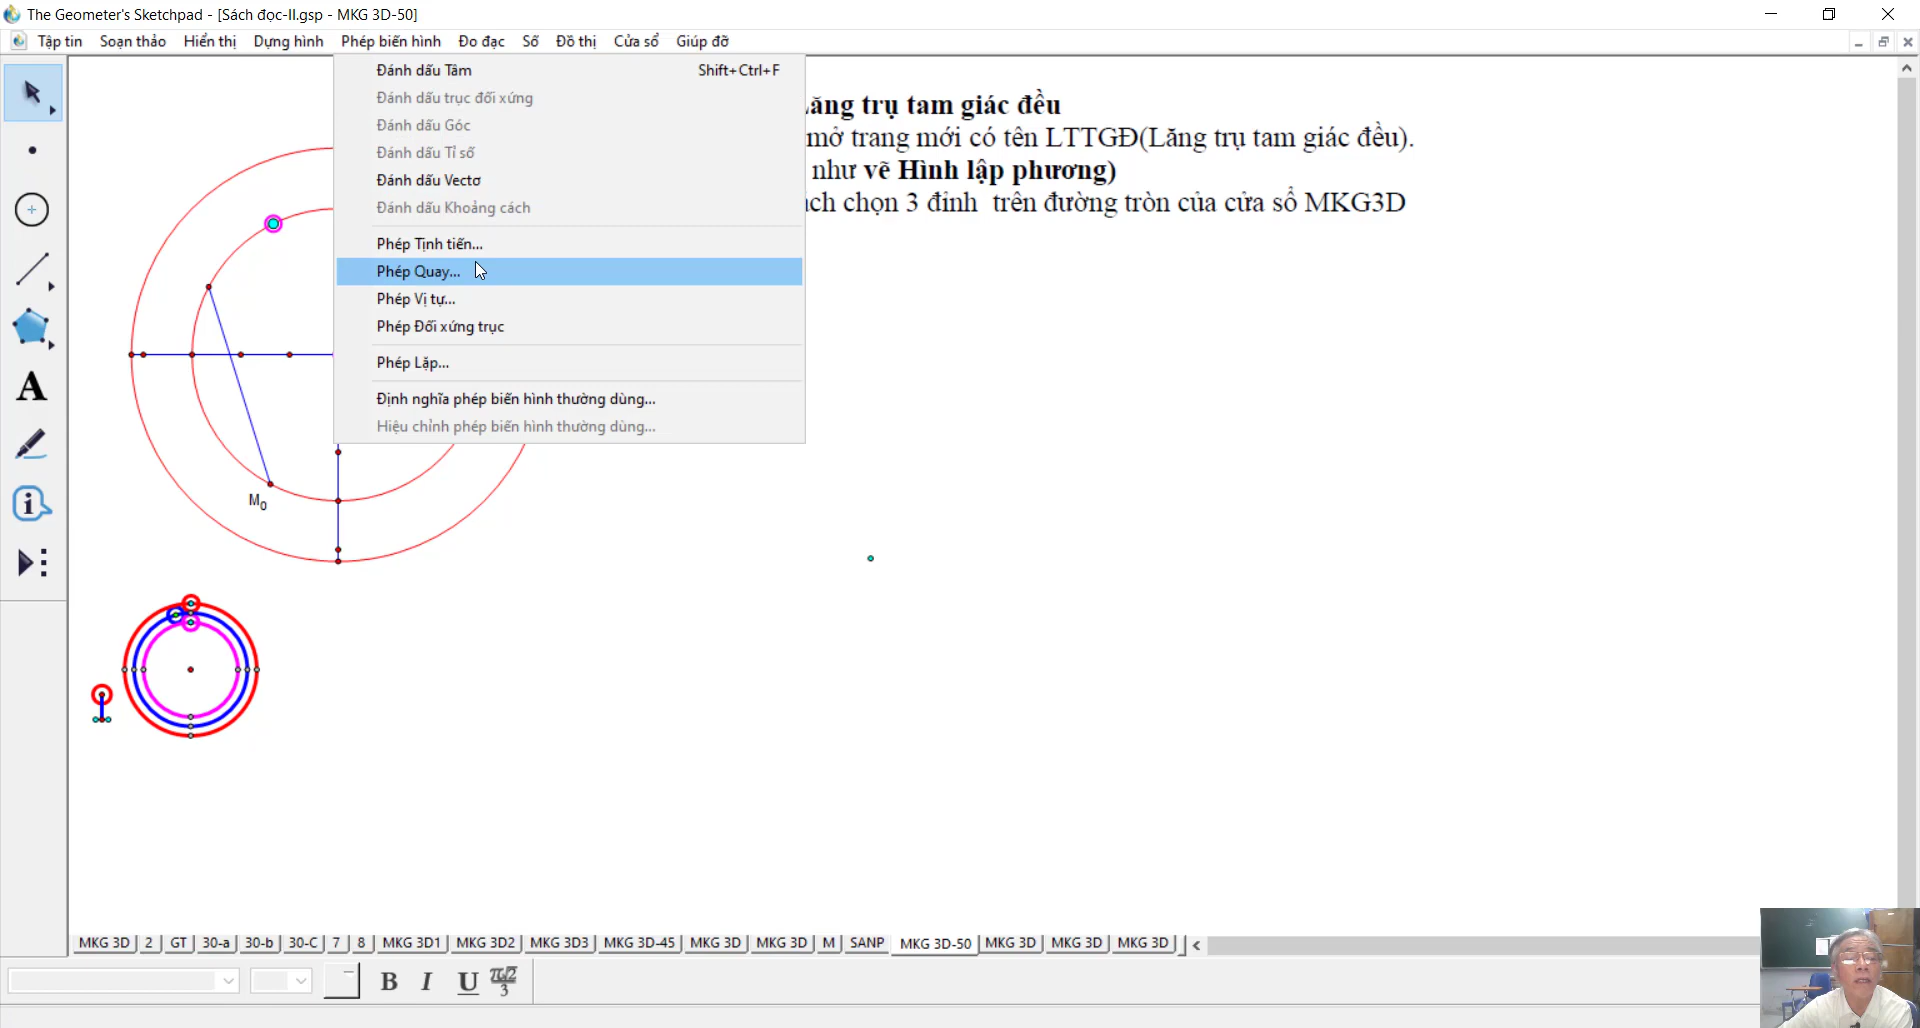 The Geometer's Sketchpad - [Sách đọc-II.gsp - MKG 3D-50]
Tập tin Soạn thảo Hiển thị Dựng hình Phép biến hình Đo đạc Số Đồ thị Cửa sổ Giúp đỡ
Đánh dấu Tâm Shift+Ctrl+F
Đánh dấu trục đối xứng
Đánh dấu Góc
Đánh dấu Tỉ số
Đánh dấu Vectơ
Đánh dấu Khoảng cách
Phép Tịnh tiến...
Phép Quay...
Phép Vị tự...
Phép Đối xứng trục
Phép Lặp...
Định nghĩa phép biến hình thường dùng...
Hiệu chỉnh phép biến hình thường dùng...
Lăng trụ tam giác đều
mở trang mới có tên LTTGĐ(Lăng trụ tam giác đều).
như vẽ Hình lập phương)
ách chọn 3 đỉnh trên đường tròn của cửa sổ MKG3D
A
M0
MKG 3D 2 GT 30-a 30-b 30-C 7 8 MKG 3D1 MKG 3D2 MKG 3D3 MKG 3D-45 MKG 3D MKG 3D M SANP MKG 3D-50 MKG 3D MKG 3D MKG 3D
B I U π√2/3